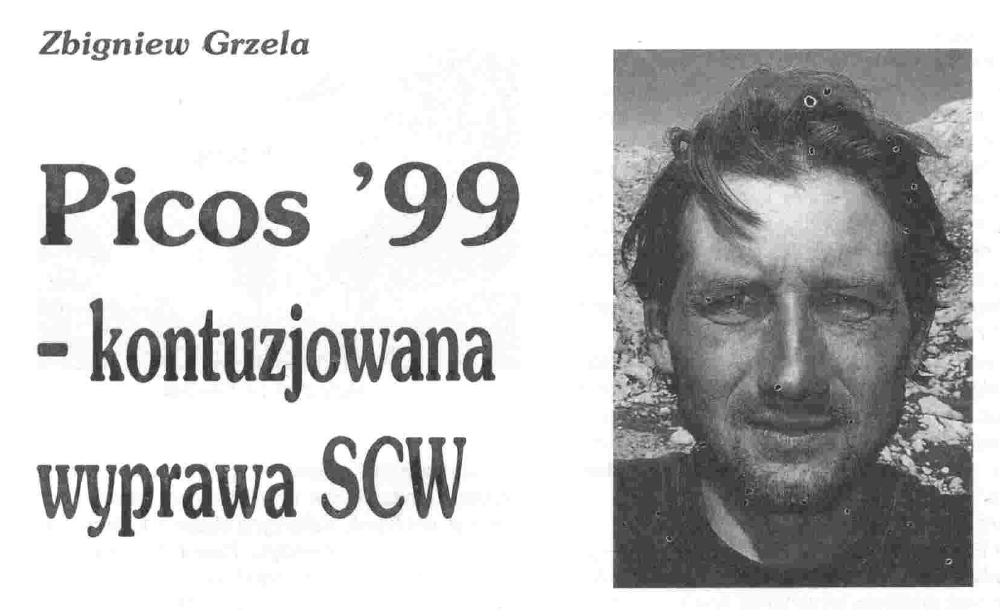 Zbigniew Grzela
Picos ’99
– kontuzjowana
wyprawa SCW